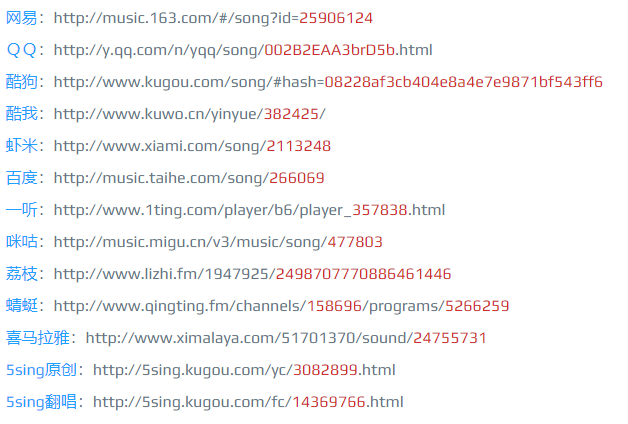 网易：http://music.163.com/#/song?id=25906124
ＱＱ：http://y.qq.com/n/yqq/song/002B2EAA3brD5b.html
酷狗：http://www.kugou.com/song/#hash=08228af3cb404e8a4e7e9871bf543ff6
酷我：http://www.kuwo.cn/yinyue/382425/
虾米：http://www.xiami.com/song/2113248
百度：http://music.taihe.com/song/266069
一听：http://www.1ting.com/player/b6/player_357838.html
咪咕：http://music.migu.cn/v3/music/song/477803
荔枝：http://www.lizhi.fm/1947925/2498707770886461446
蜻蜓：http://www.qingting.fm/channels/158696/programs/5266259
喜马拉雅：http://www.ximalaya.com/51701370/sound/24755731
5sing原创：http://5sing.kugou.com/yc/3082899.html
5sing翻唱：http://5sing.kugou.com/fc/14369766.html